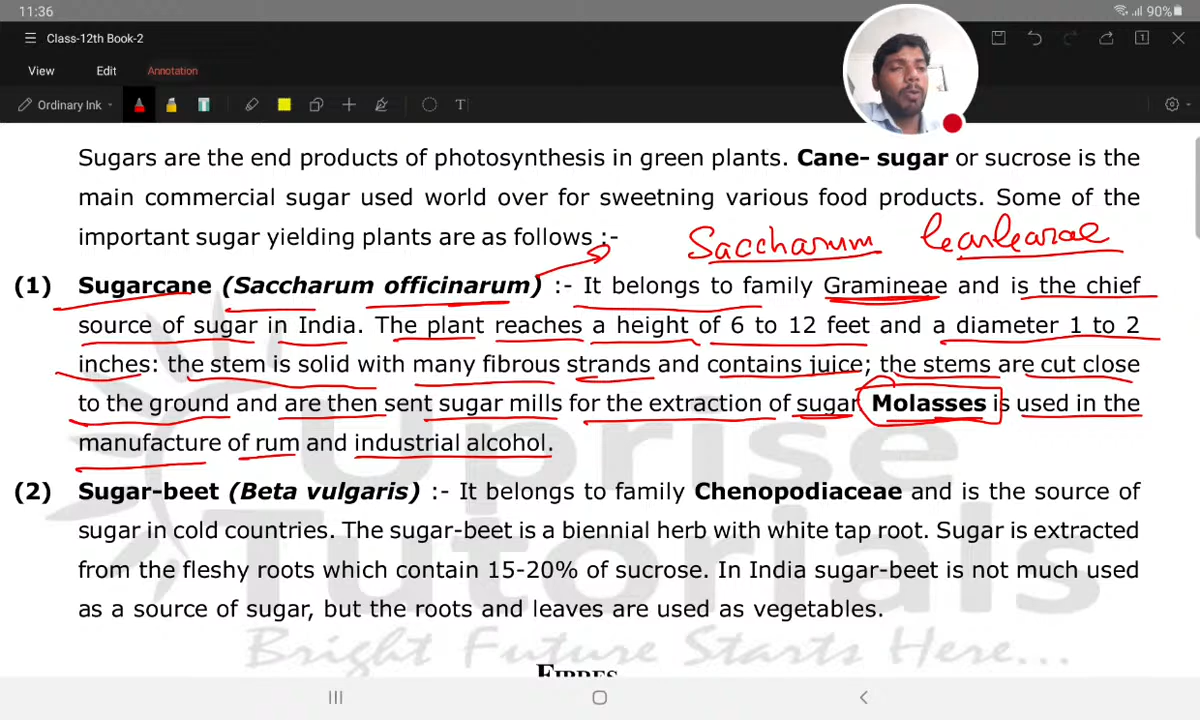 11:36 90%
Class-12th Book-2
View Edit Annotation
Ordinary Ink 1 T
Sugars are the end products of photosynthesis in green plants. Cane- sugar or sucrose is the
main commercial sugar used world over for sweetning various food products. Some of the
important sugar yielding plants are as follows :-
Saccharum
(1) Sugarcane (Saccharum officinarum) :- It belongs to family Gramineae and is the chief
source of sugar in India. The plant reaches a height of 6 to 12 feet and a diameter 1 to 2
inches: the stem is solid with many fibrous strands and contains juice; the stems are cut close
to the ground and are then sent sugar mills for the extraction of sugar Molasses is used in the
manufacture of rum and industrial alcohol.
(2) Sugar-beet (Beta vulgaris) :- It belongs to family Chenopodiaceae and is the source of
sugar in cold countries. The sugar-beet is a biennial herb with white tap root. Sugar is extracted
from the fleshy roots which contain 15-20% of sucrose. In India sugar-beet is not much used
as a source of sugar, but the roots and leaves are used as vegetables.
Uprise
Tutorials
Bright Future Starts Here...
FIBRES